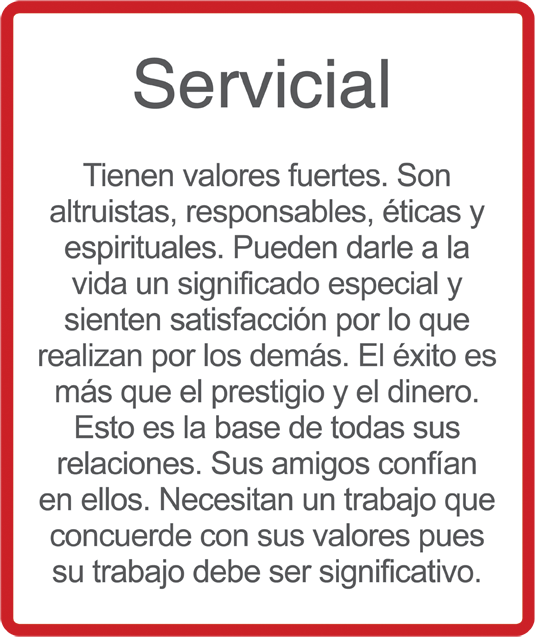 Servicial
Tienen valores fuertes. Son
altruistas, responsables, éticas y
espirituales. Pueden darle a la
vida un significado especial y
sienten satisfacción por lo que
realizan por los demás. El éxito es
más que el prestigio y el dinero.
Esto es la base de todas sus
relaciones. Sus amigos confían
en ellos. Necesitan un trabajo que
concuerde con sus valores pues
su trabajo debe ser significativo.